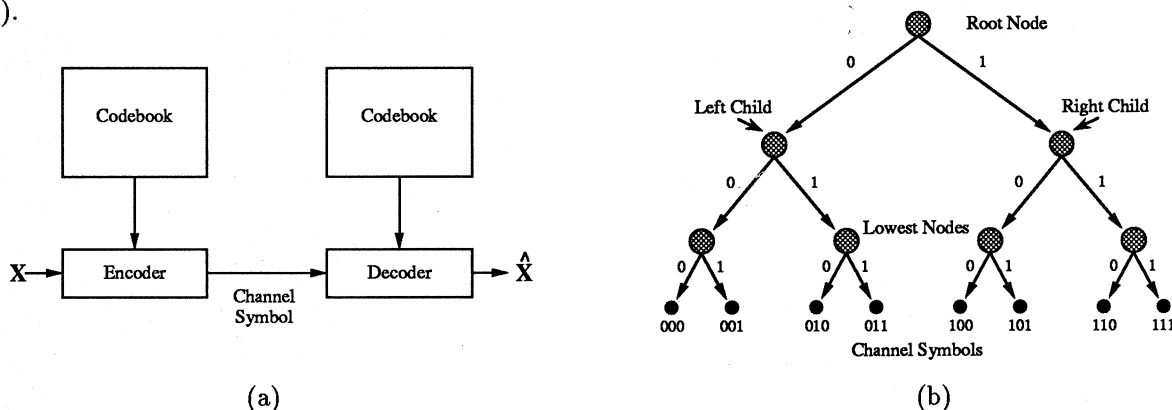 ).
Root Node
0 1
Codebook Codebook
Left Child Right Child
0 1 0 1
Lowest Nodes
X Encoder Decoder X̂
0 1 0 1 0 1 0 1
Channel
Symbol
000 001 010 011 100 101 110 111
Channel Symbols
(a) (b)